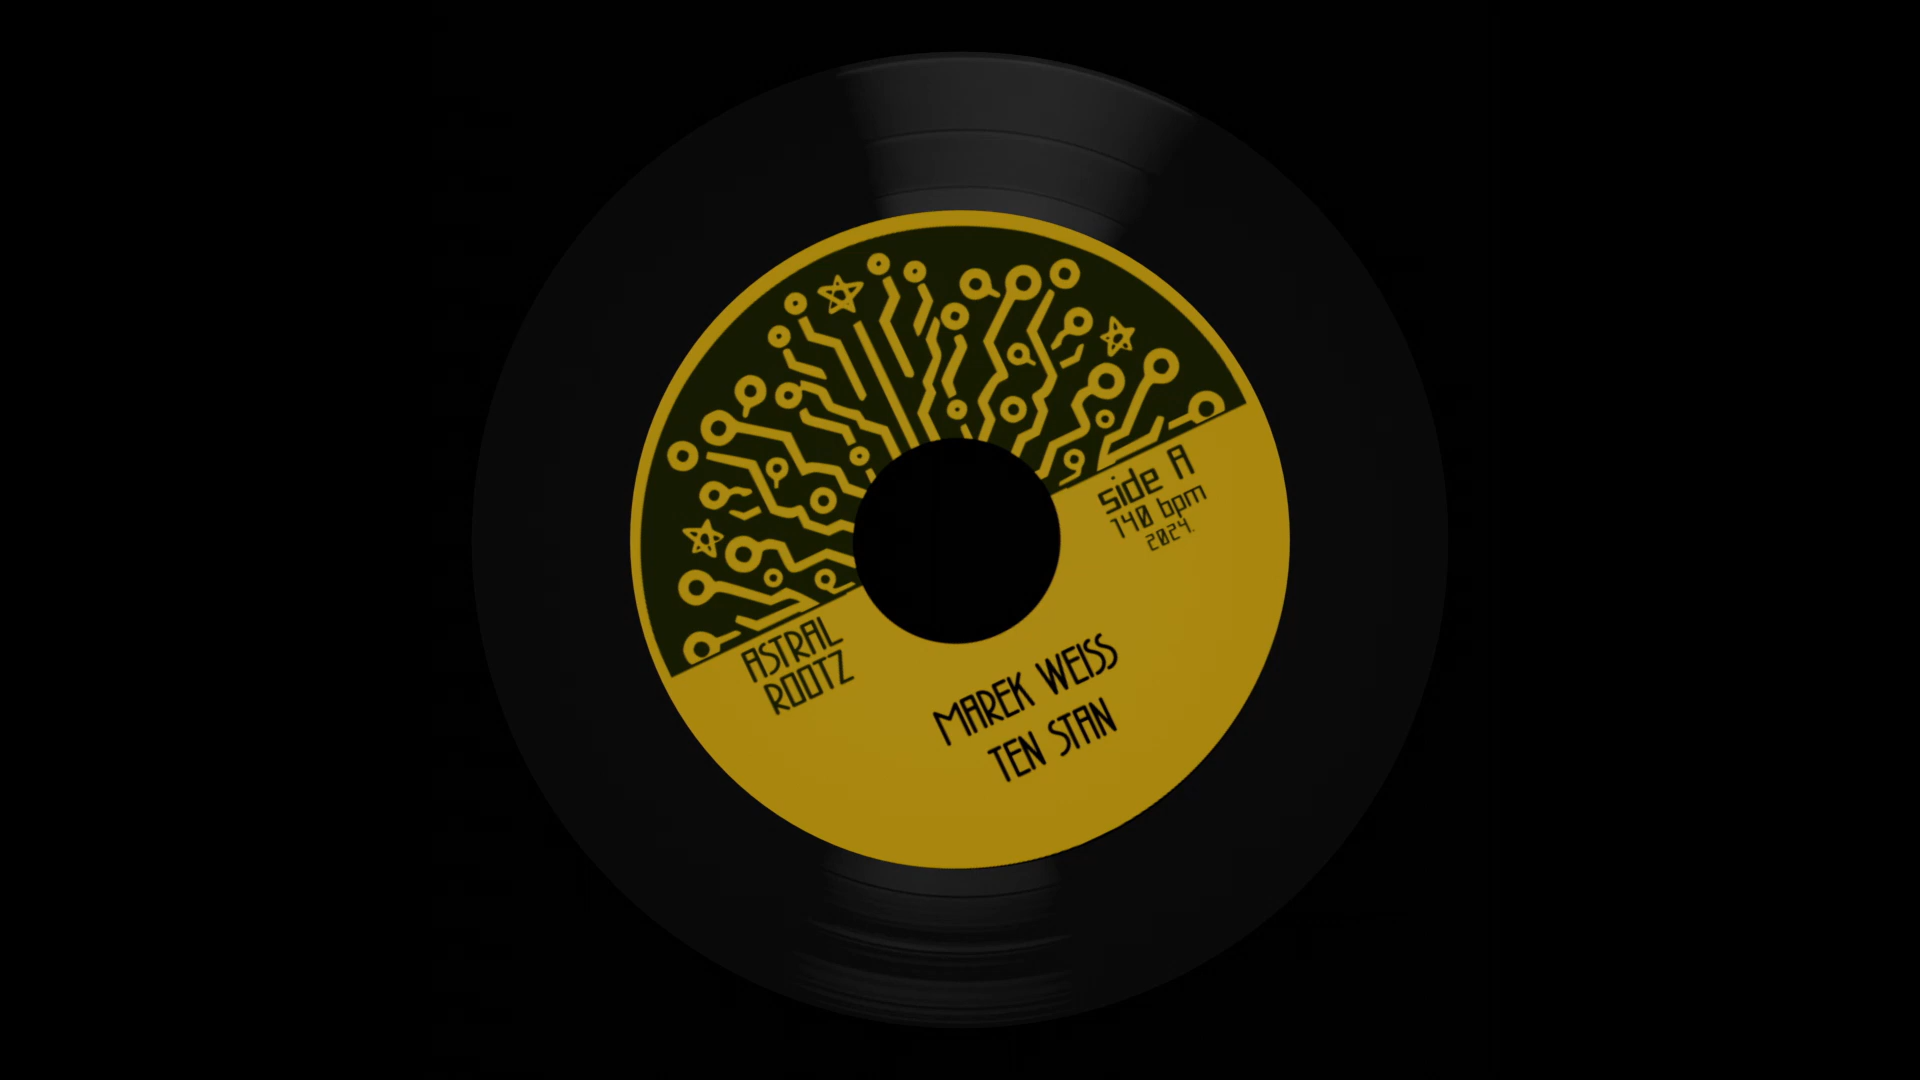 side A
140 bpm
2024.
ASTRAL
ROOTZ
MAREK WEISS
TEN STAN